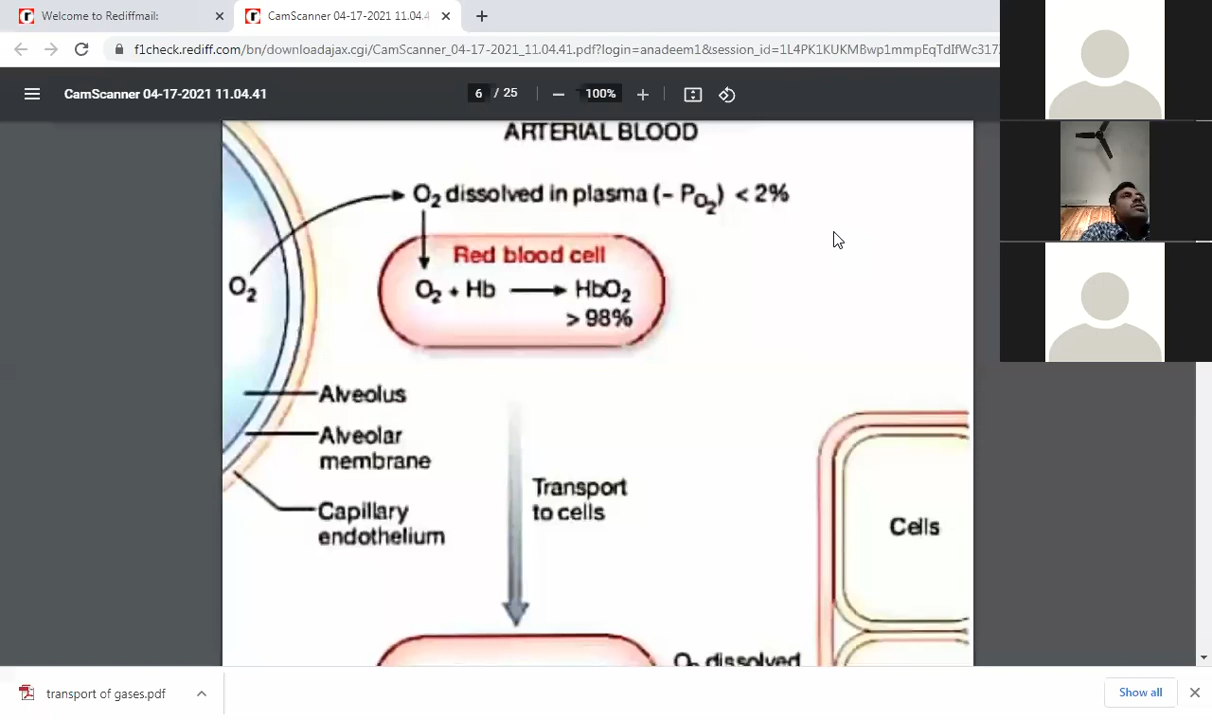 Welcome to Rediffmail:
CamScanner 04-17-2021 11.04.4
f1check.rediff.com/bn/downloadajax.cgi/CamScanner_04-17-2021_11.04.41.pdf?login=anadeem1&session_id=
CamScanner 04-17-2021 11.04.41
6 / 25
100%
ARTERIAL BLOOD
O2 dissolved in plasma (~ PO2) < 2%
Red blood cell
O2 + Hb → HbO2
> 98%
O2
Alveolus
Alveolar
membrane
Capillary
endothelium
Transport
to cells
Cells
O2 dissolved
transport of gases.pdf
Show all